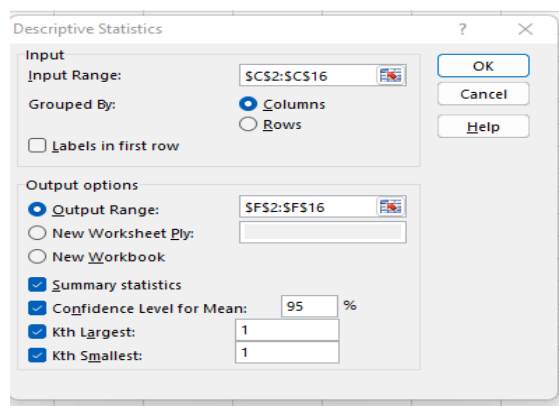 Descriptive Statistics ? ×
Input
Input Range: $C$2:$C$16 OK
Cancel
Grouped By: Columns
Rows Help
Labels in first row
Output options
Output Range: $F$2:$F$16
New Worksheet Ply:
New Workbook
Summary statistics
Confidence Level for Mean: 95 %
Kth Largest: 1
Kth Smallest: 1